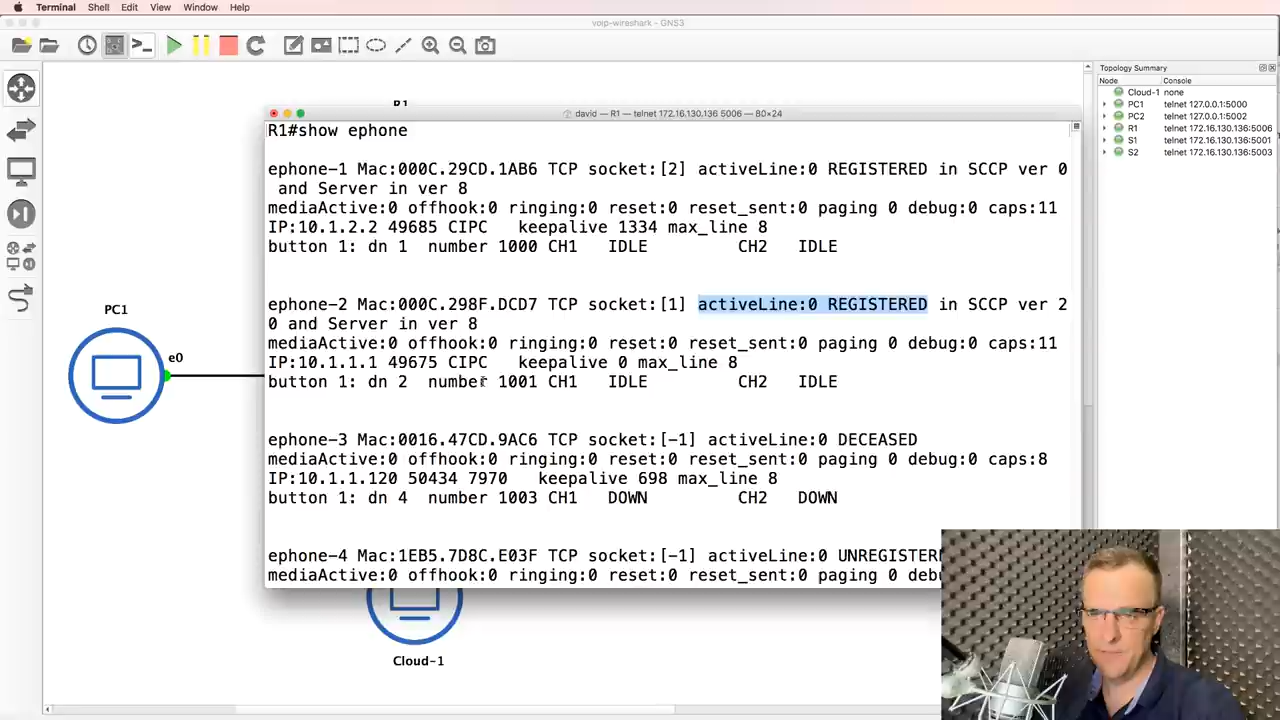 Terminal Shell Edit View Window Help
voip-wireshark - GNS3
Topology Summary
Node Console
Cloud-1 none
PC1 telnet 127.0.0.1:5000
PC2 telnet 127.0.0.1:5002
R1 telnet 172.16.130.136:5006
S1 telnet 172.16.130.136:5001
S2 telnet 172.16.130.136:5003
R1
david — R1 — telnet 172.16.130.136 5006 — 80×24
R1#show ephone
ephone-1 Mac:000C.29CD.1AB6 TCP socket:[2] activeLine:0 REGISTERED in SCCP ver 0
and Server in ver 8
mediaActive:0 offhook:0 ringing:0 reset:0 reset_sent:0 paging 0 debug:0 caps:11
IP:10.1.2.2 49685 CIPC keepalive 1334 max_line 8
button 1: dn 1 number 1000 CH1 IDLE CH2 IDLE
ephone-2 Mac:000C.298F.DCD7 TCP socket:[1] activeLine:0 REGISTERED in SCCP ver 2
0 and Server in ver 8
mediaActive:0 offhook:0 ringing:0 reset:0 reset_sent:0 paging 0 debug:0 caps:11
IP:10.1.1.1 49675 CIPC keepalive 0 max_line 8
button 1: dn 2 number 1001 CH1 IDLE CH2 IDLE
ephone-3 Mac:0016.47CD.9AC6 TCP socket:[-1] activeLine:0 DECEASED
mediaActive:0 offhook:0 ringing:0 reset:0 reset_sent:0 paging 0 debug:0 caps:8
IP:10.1.1.120 50434 7970 keepalive 698 max_line 8
button 1: dn 4 number 1003 CH1 DOWN CH2 DOWN
ephone-4 Mac:1EB5.7D8C.E03F TCP socket:[-1] activeLine:0 UNREGISTER
mediaActive:0 offhook:0 ringing:0 reset:0 reset_sent:0 paging 0 deb
PC1
e0
Cloud-1